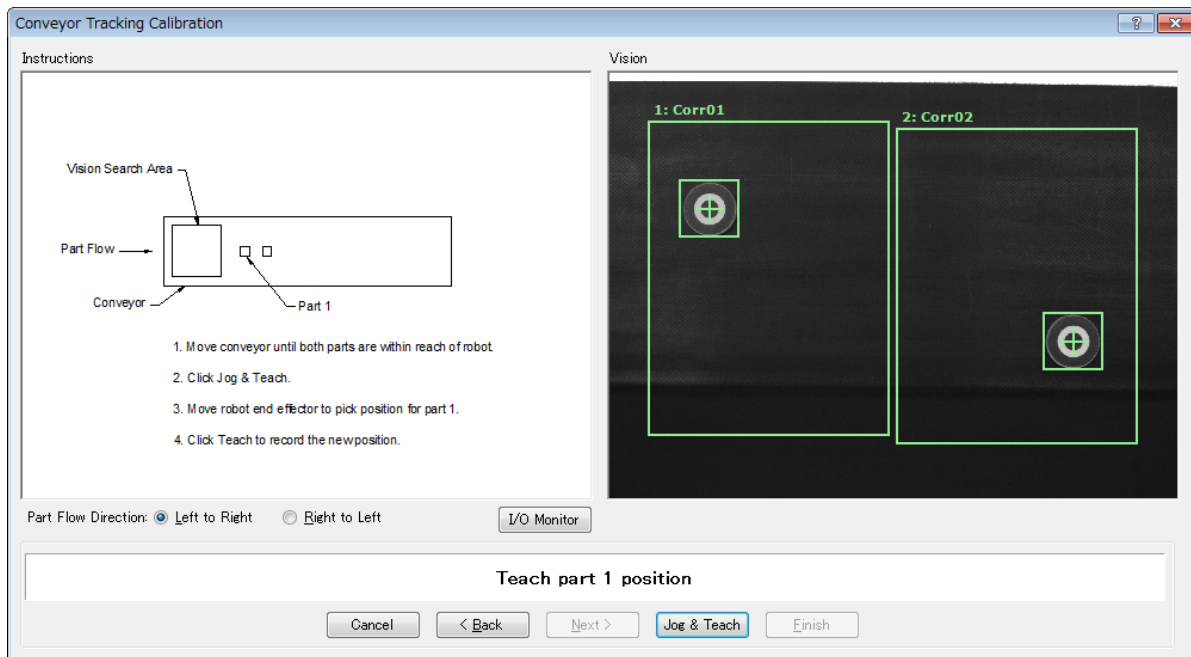 Conveyor Tracking Calibration
Instructions
Vision
Vision Search Area
Part Flow
Conveyor
Part 1
1. Move conveyor until both parts are within reach of robot.
2. Click Jog & Teach.
3. Move robot end effector to pick position for part 1.
4. Click Teach to record the new position.
1: Corr01
2: Corr02
Part Flow Direction: Left to Right Right to Left I/O Monitor
Teach part 1 position
Cancel < Back Next > Jog & Teach Finish